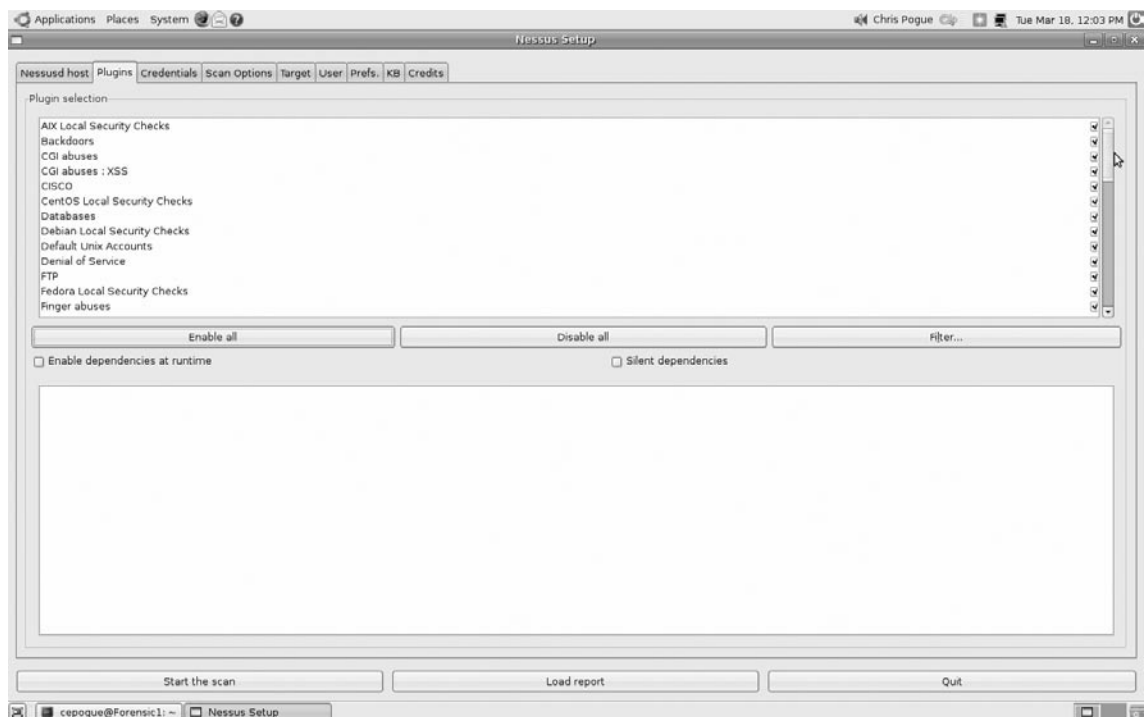 Applications Places System
Chris Pogue
Tue Mar 18, 12:03 PM
Nessus Setup
Nessusd host Plugins Credentials Scan Options Target User Prefs. KB Credits
Plugin selection
AIX Local Security Checks
Backdoors
CGI abuses
CGI abuses : XSS
CISCO
CentOS Local Security Checks
Databases
Debian Local Security Checks
Default Unix Accounts
Denial of Service
FTP
Fedora Local Security Checks
Finger abuses
Enable all Disable all Filter...
Enable dependencies at runtime Silent dependencies
Start the scan Load report Quit
cepogue@Forensic1: ~ Nessus Setup